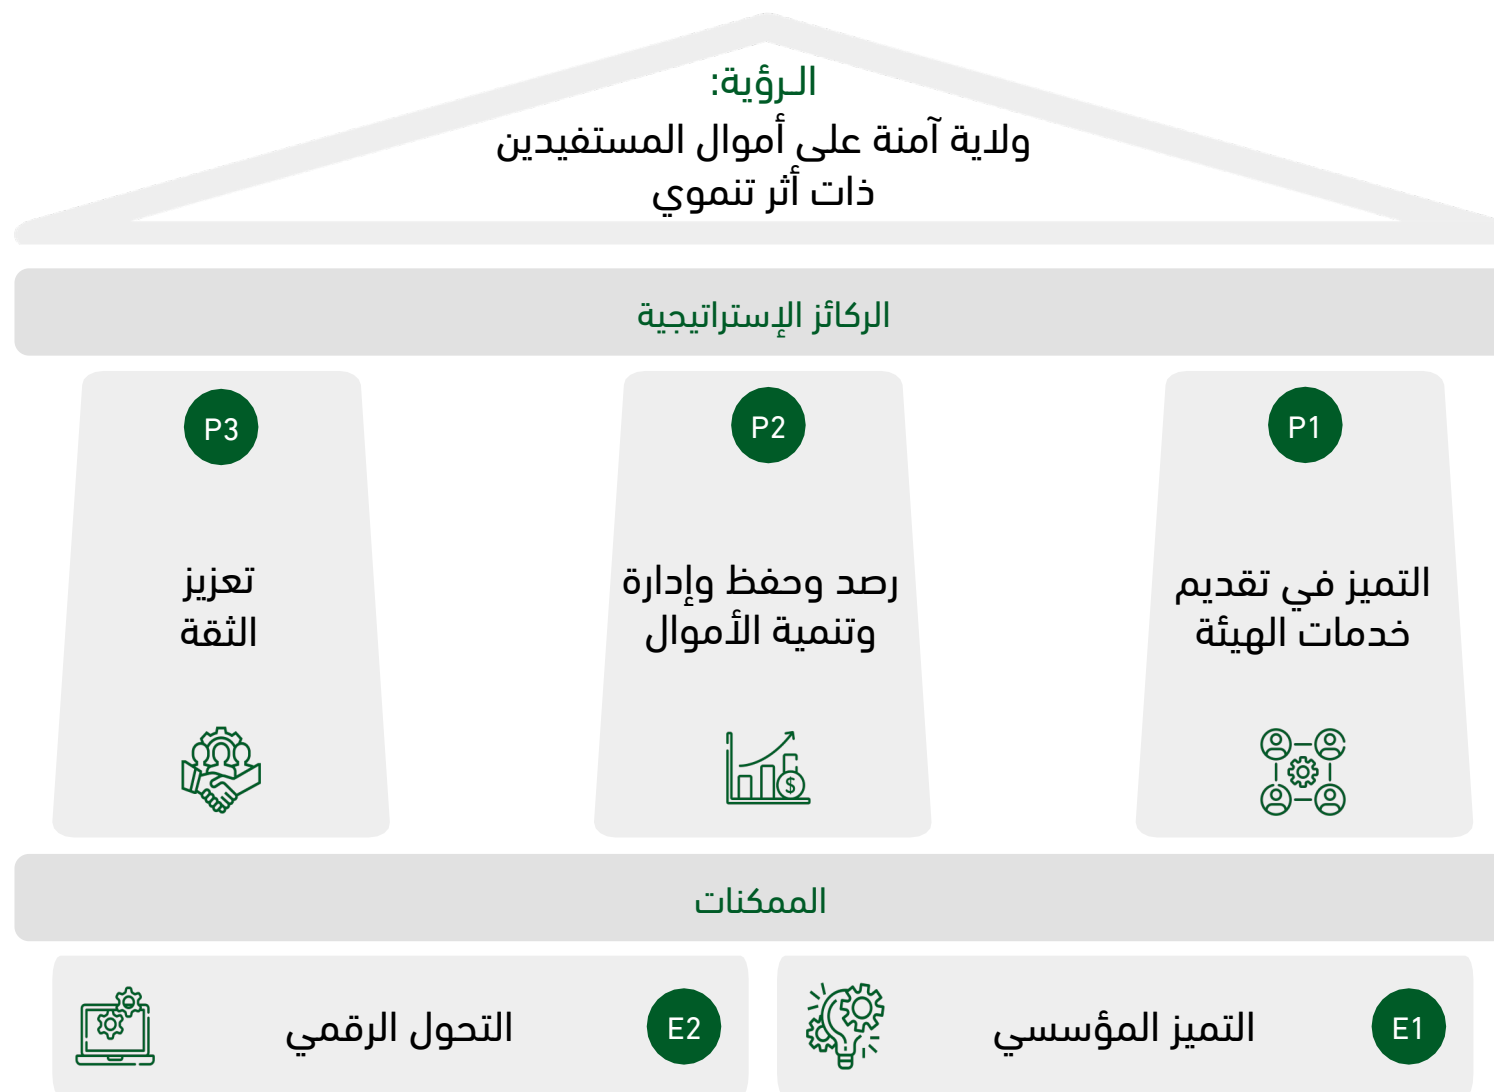 الـرؤية:
ولاية آمنة على أموال المستفيدين
ذات أثر تنموي
الركائز الإستراتيجية
P1
التميز في تقديم
خدمات الهيئة
P2
رصد وحفظ وإدارة
وتنمية الأموال
$
P3
تعزيز
الثقة
الممكنات
E1
التميز المؤسسي
E2
التحول الرقمي